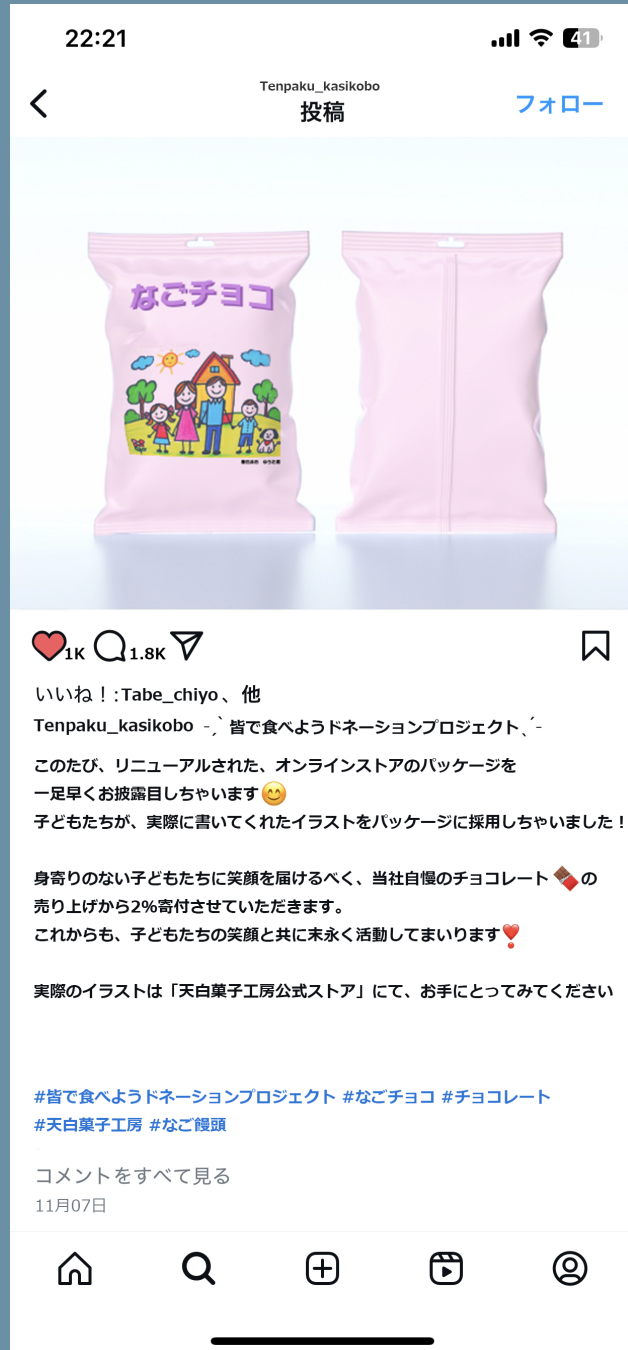 22:21
41
Tenpaku_kasikobo
投稿
フォロー
なごチョコ
1K
1.8K
いいね！:Tabe_chiyo 、他
Tenpaku_kasikobo -ˏˋ皆で食べようドネーションプロジェクトˎˊ-
このたび、リニューアルされた、オンラインストアのパッケージを
一足早くお披露目しちゃいます😊
子どもたちが、実際に書いてくれたイラストをパッケージに採用しちゃいました！
身寄りのない子どもたちに笑顔を届けるべく、当社自慢のチョコレート🍫の
売り上げから2%寄付させていただきます。
これからも、子どもたちの笑顔と共に末永く活動してまいります❣️
実際のイラストは「天白菓子工房公式ストア」にて、お手にとってみてください
#皆で食べようドネーションプロジェクト #なごチョコ #チョコレート
#天白菓子工房 #なご饅頭
コメントをすべて見る
11月07日